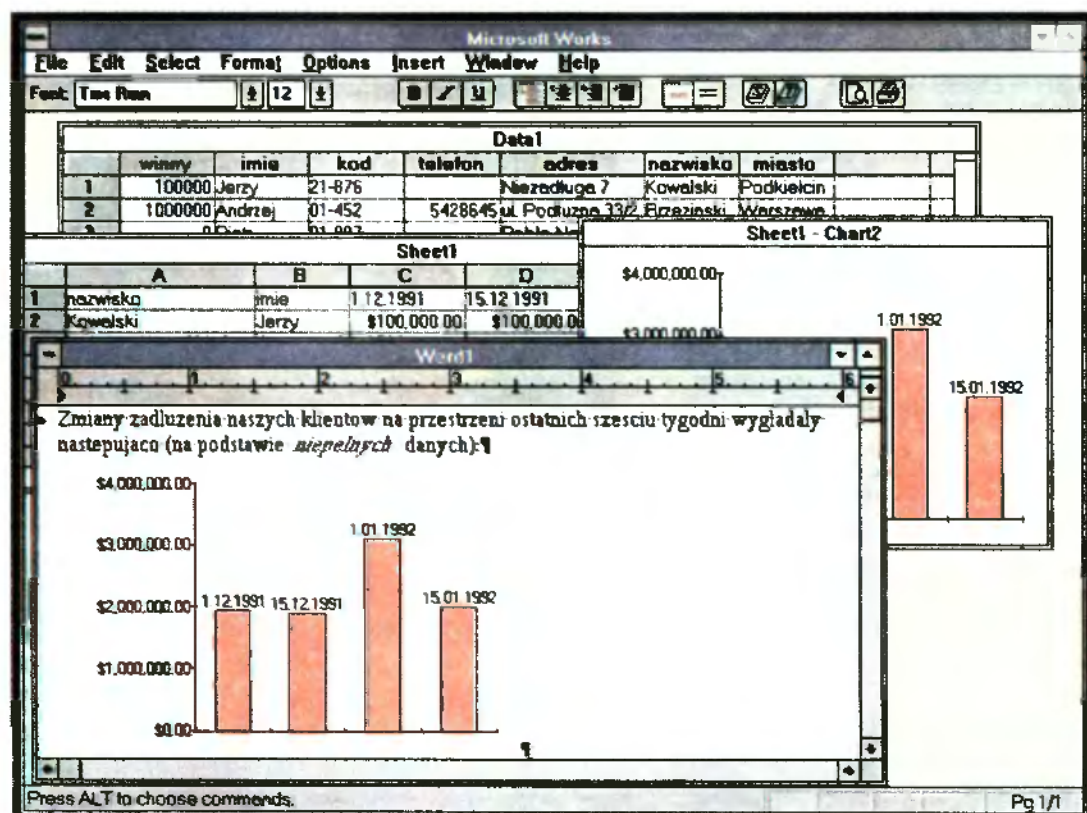 Microsoft Works
File Edit Select Format Options Insert Window Help
Font: Tms Rmn 12 B I U
Data1
winny imie kod telefon adres nazwisko miasto
1 100000 Jerzy 21-876 Niezadługa 7 Kowalski Podkielcin
2 1000000 Andrzej 01-452 5428645 ul. Podluzna 33/2 Brzezinski Warszawa
Sheet1
A B C D
1 nazwisko imie 1.12.1991 15.12.1991
2 Kowalski Jerzy $100,000.00 $100,000.0
Sheet1 - Chart2
$4,000,000.00
$3,000,000.00
1.01.1992
15.01.1992
Word1
0 1 2 3 4 5 6
Zmiany zadluzenia naszych klientow na przestrzeni ostatnich szesciu tygodni wygladaly
nastepujaco (na podstawie niepelnych danych):¶
$4,000,000.00
1.01.1992
$3,000,000.00
$2,000,000.00 1.12.1991 15.12.1991 15.01.1992
$1,000,000.00
$0.00
¶
Press ALT to choose commands. Pg 1/1